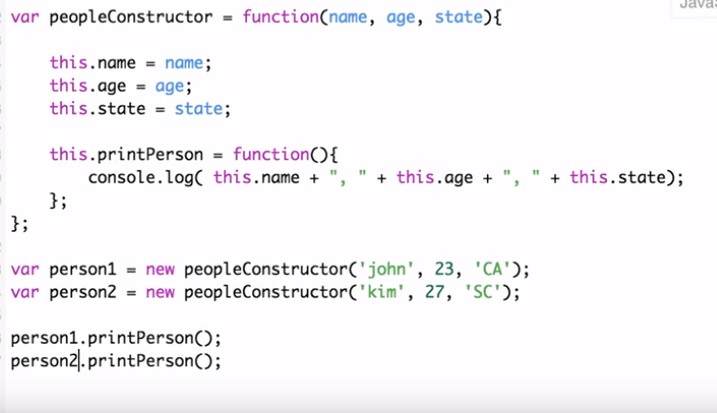 Java
var peopleConstructor = function(name, age, state){
this.name = name;
this.age = age;
this.state = state;
this.printPerson = function(){
console.log( this.name + ", " + this.age + ", " + this.state);
};
};
var person1 = new peopleConstructor('john', 23, 'CA');
var person2 = new peopleConstructor('kim', 27, 'SC');
person1.printPerson();
person2.printPerson();